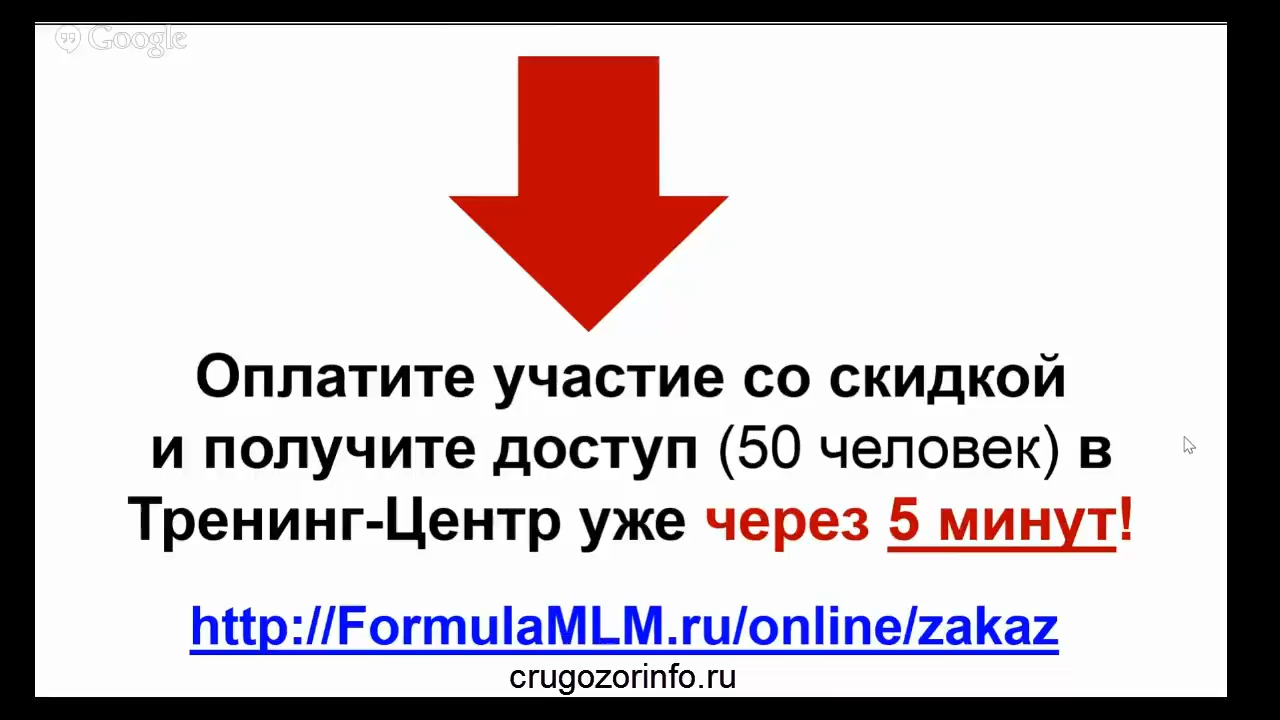 Google
Оплатите участие со скидкой
и получите доступ (50 человек) в
Тренинг-Центр уже через 5 минут!
http://FormulaMLM.ru/online/zakaz
crugozorinfo.ru